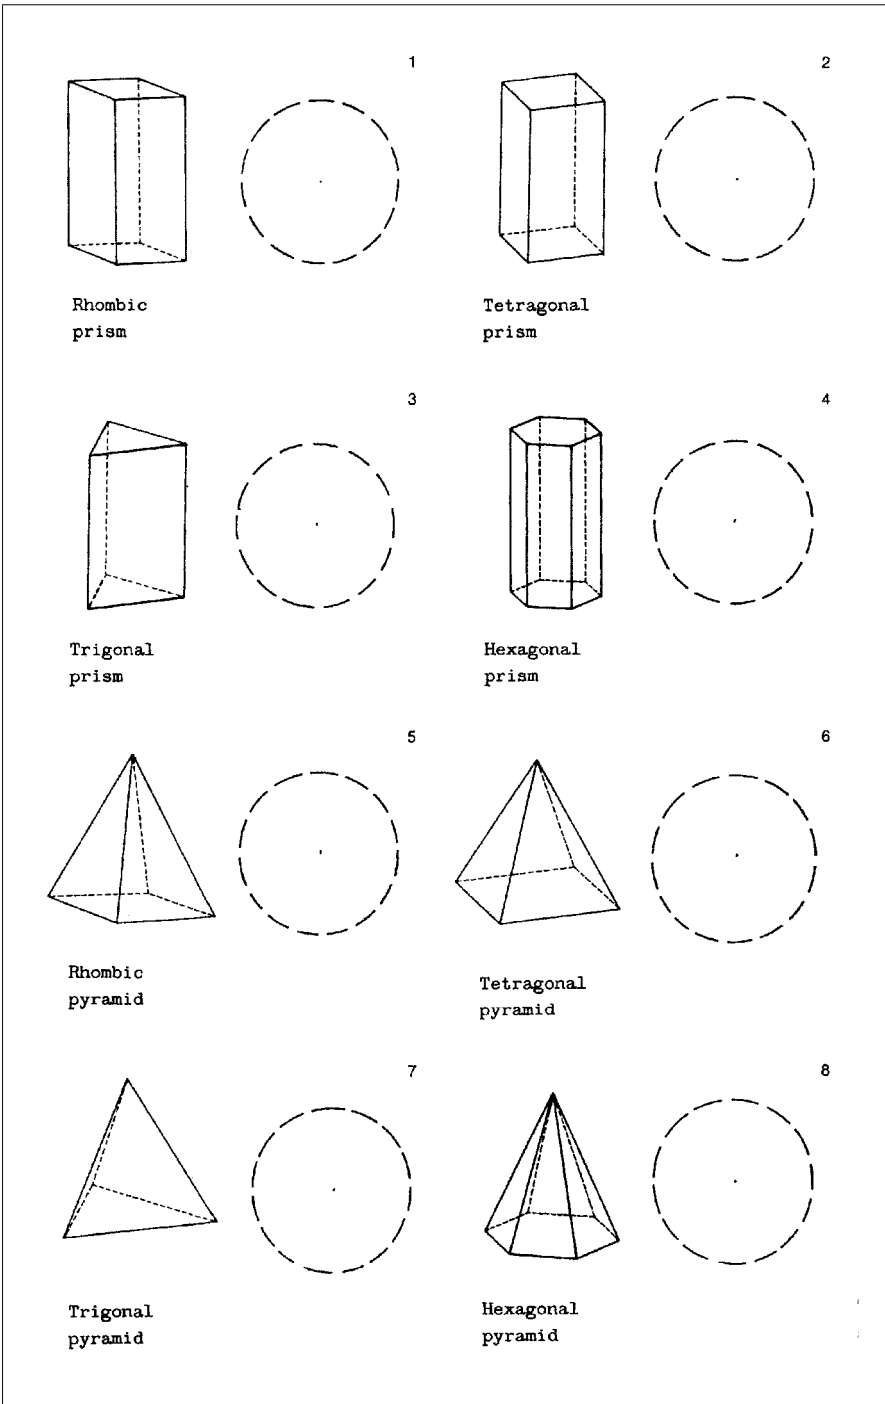 1
2
Rhombic
prism
Tetragonal
prism
3
4
Trigonal
prism
Hexagonal
prism
5
6
Rhombic
pyramid
Tetragonal
pyramid
7
8
Trigonal
pyramid
Hexagonal
pyramid